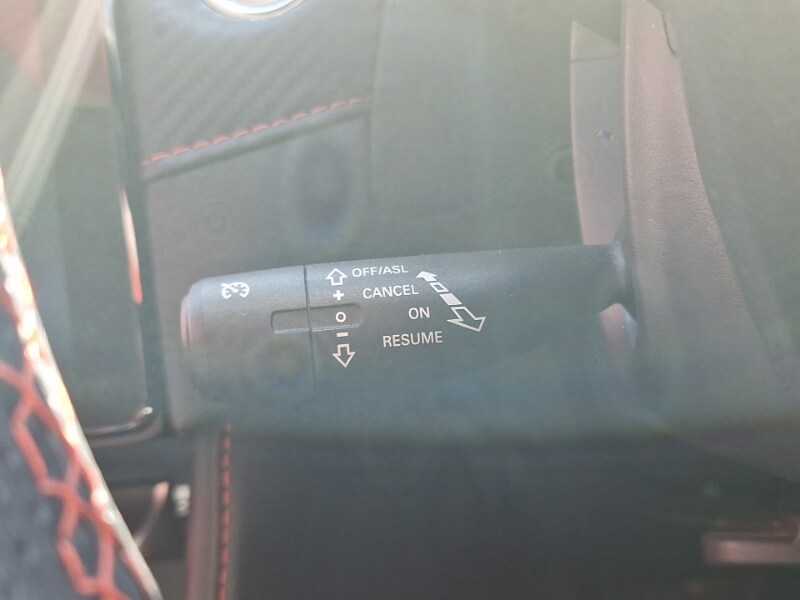 OFF/ASL
+ CANCEL
O ON
- RESUME